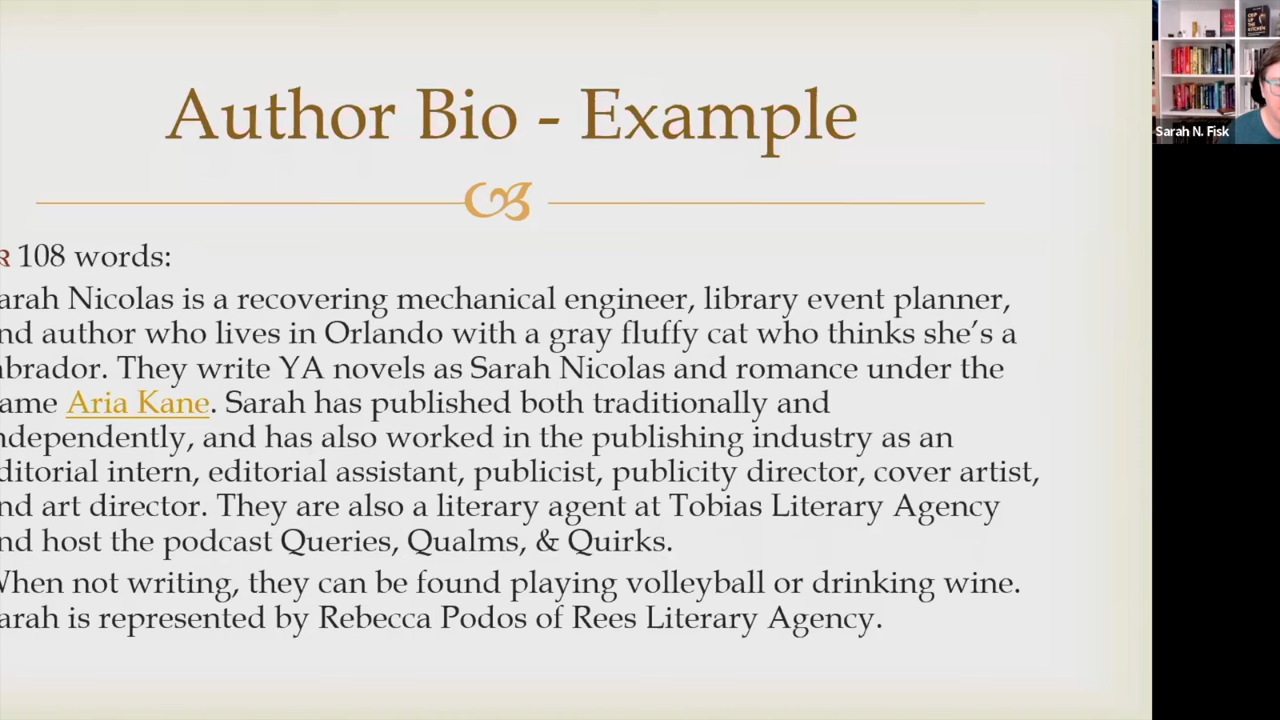 Author Bio - Example
108 words:
arah Nicolas is a recovering mechanical engineer, library event planner,
nd author who lives in Orlando with a gray fluffy cat who thinks she's a
abrador. They write YA novels as Sarah Nicolas and romance under the
ame Aria Kane. Sarah has published both traditionally and
ndependently, and has also worked in the publishing industry as an
ditorial intern, editorial assistant, publicist, publicity director, cover artist,
nd art director. They are also a literary agent at Tobias Literary Agency
nd host the podcast Queries, Qualms, & Quirks.
When not writing, they can be found playing volleyball or drinking wine.
arah is represented by Rebecca Podos of Rees Literary Agency.
Sarah N. Fisk